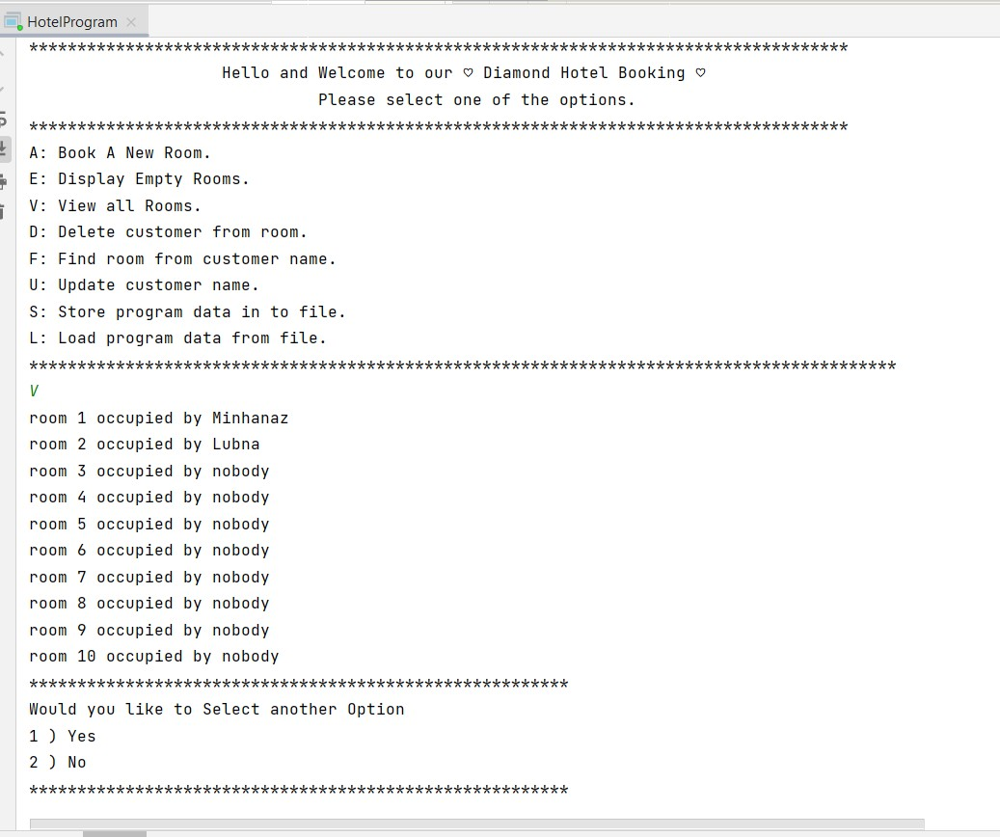 HotelProgram
*************************************************************************************
Hello and Welcome to our ♡ Diamond Hotel Booking ♡
Please select one of the options.
*************************************************************************************
A: Book A New Room.
E: Display Empty Rooms.
V: View all Rooms.
D: Delete customer from room.
F: Find room from customer name.
U: Update customer name.
S: Store program data in to file.
L: Load program data from file.
******************************************************************************************
V
room 1 occupied by Minhanaz
room 2 occupied by Lubna
room 3 occupied by nobody
room 4 occupied by nobody
room 5 occupied by nobody
room 6 occupied by nobody
room 7 occupied by nobody
room 8 occupied by nobody
room 9 occupied by nobody
room 10 occupied by nobody
********************************************************
Would you like to Select another Option
1 ) Yes
2 ) No
********************************************************